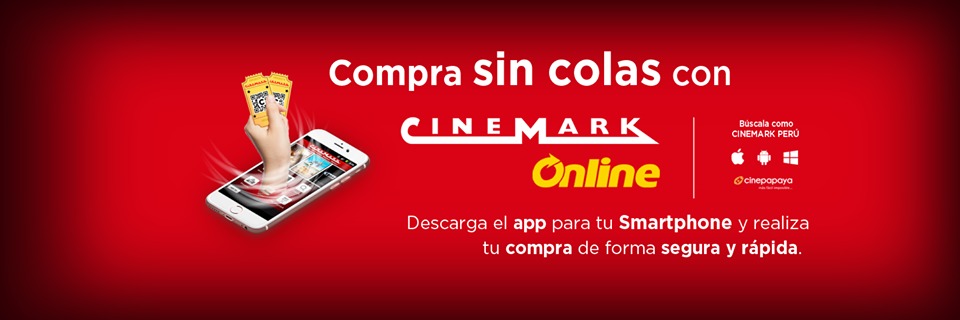 Compra sin colas con
CINEMARK
Online
Búscala como
CINEMARK PERÚ
cinepapaya
Descarga el app para tu Smartphone y realiza
tu compra de forma segura y rápida.